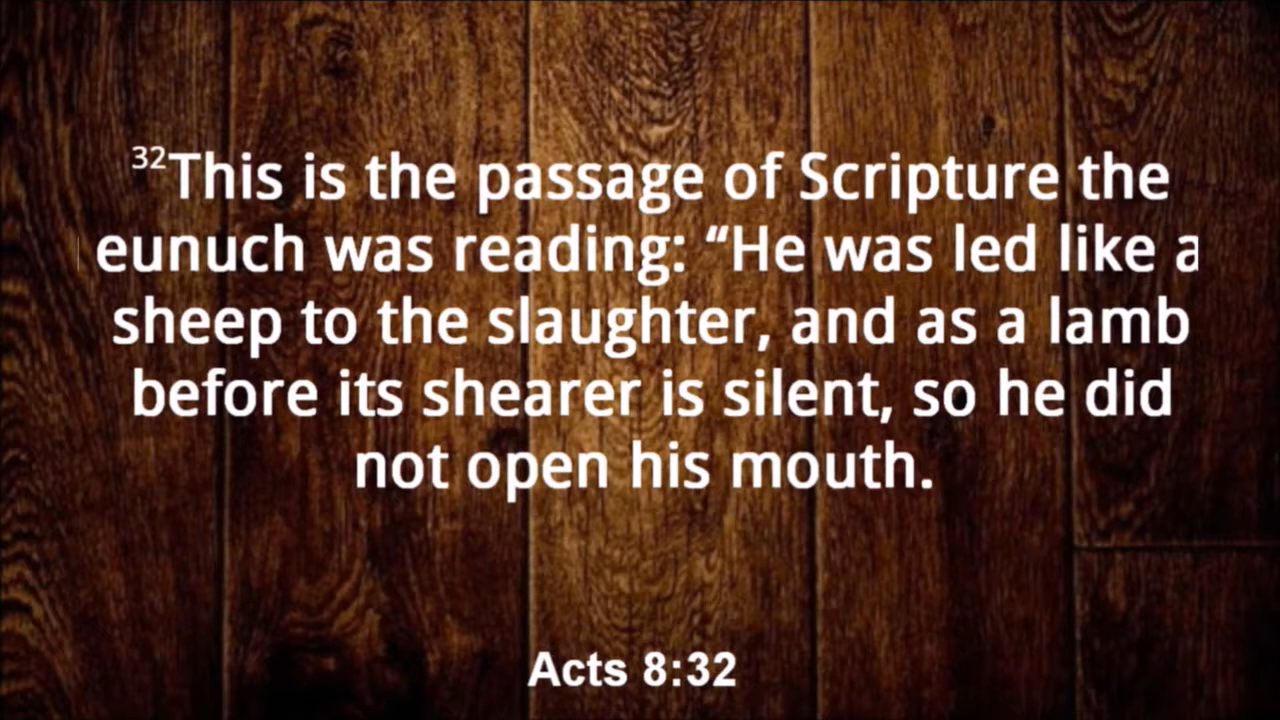 32This is the passage of Scripture the
eunuch was reading: “He was led like a
sheep to the slaughter, and as a lamb
before its shearer is silent, so he did
not open his mouth.
Acts 8:32